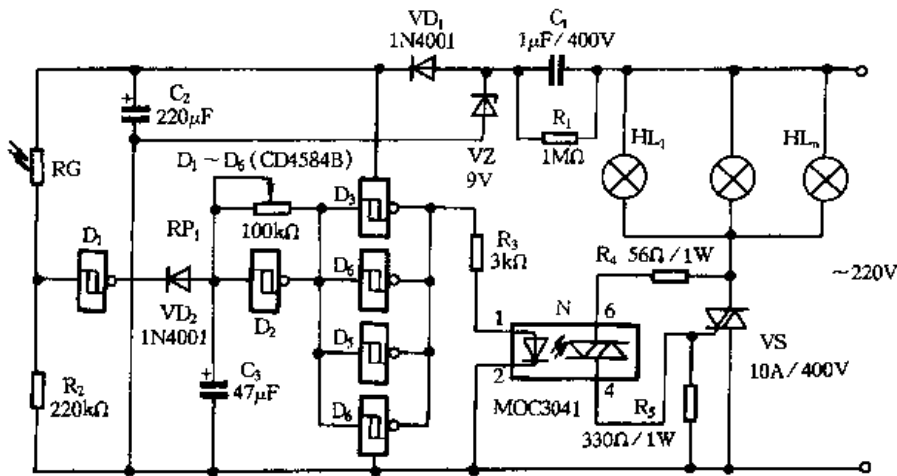 VD1
1N4001
C1
1μF/400V
C2
220μF
R1
1MΩ
VZ
9V
HL1
HLn
RG
D1~D6(CD4584B)
D3
100kΩ
RP1
D1
VD2
1N4001
D2
D6
D5
D6
R3
3kΩ
R4 56Ω/1W
~220V
1
N
6
2
4
MOC3041
VS
10A/400V
R2
220kΩ
C3
47μF
R5
330Ω/1W